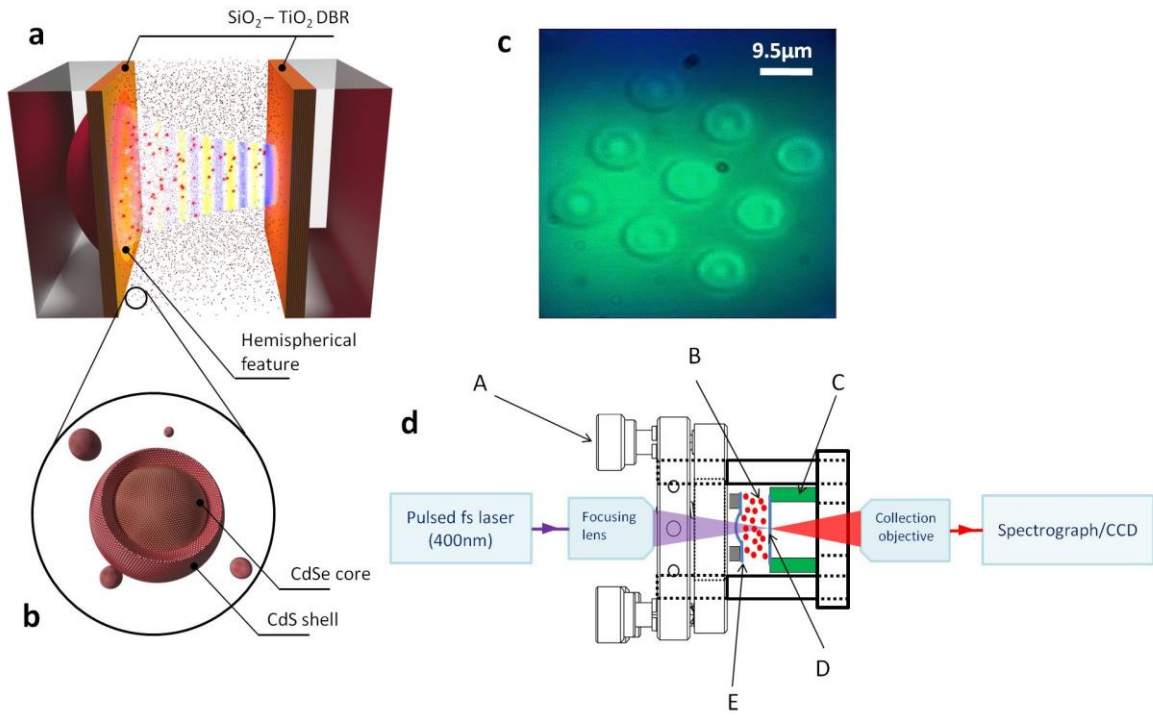 a
SiO₂ – TiO₂ DBR
Hemispherical
feature
b
CdSe core
CdS shell
c
9.5µm
d
A
B
C
D
E
Pulsed fs laser
(400nm)
Focusing
lens
Collection
objective
Spectrograph/CCD